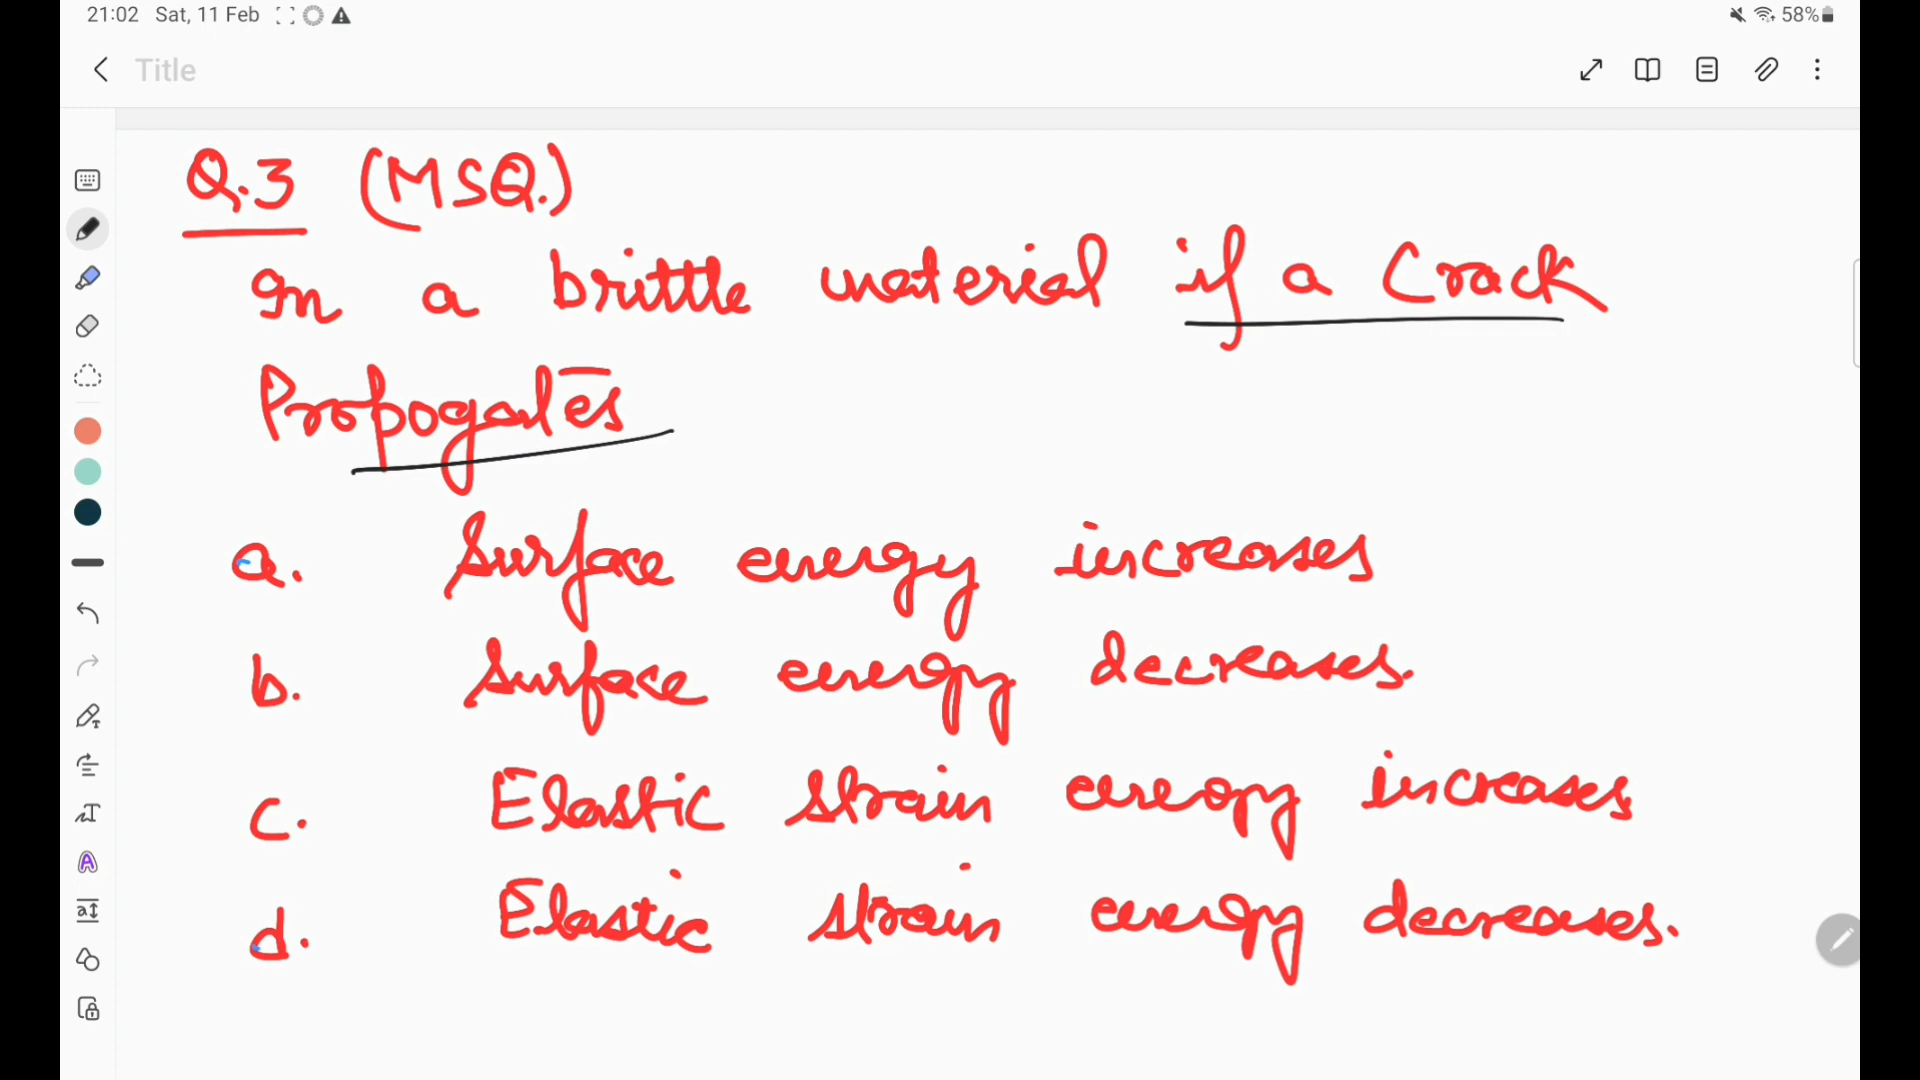 21:02 Sat, 11 Feb 58%
Title
Q.3 (MSQ.)
In a brittle material if a Crack
Propogates
a. Surface energy increases
b. Surface energy decreases.
c. Elastic strain energy increases
d. Elastic strain energy decreases.